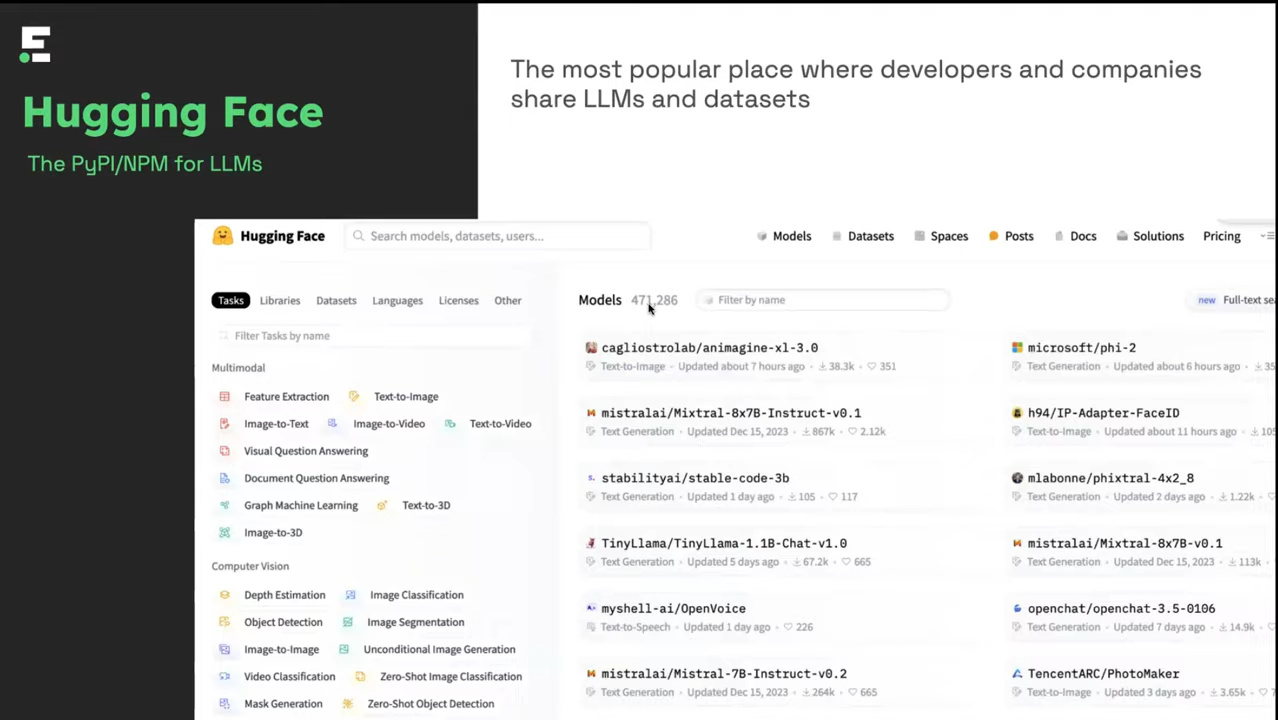 Hugging Face
The PyPI/NPM for LLMs
The most popular place where developers and companies
share LLMs and datasets
Hugging Face Search models, datasets, users... Models Datasets Spaces Posts Docs Solutions Pricing
Tasks Libraries Datasets Languages Licenses Other
Filter Tasks by name
Multimodal
Feature Extraction Text-to-Image
Image-to-Text Image-to-Video Text-to-Video
Visual Question Answering
Document Question Answering
Graph Machine Learning Text-to-3D
Image-to-3D
Computer Vision
Depth Estimation Image Classification
Object Detection Image Segmentation
Image-to-Image Unconditional Image Generation
Video Classification Zero-Shot Image Classification
Mask Generation Zero-Shot Object Detection
Models 471,286 Filter by name new Full-text
cagliostrolab/animagine-xl-3.0
Text-to-Image • Updated about 7 hours ago • 38.3k • 351
mistralai/Mixtral-8x7B-Instruct-v0.1
Text Generation • Updated Dec 15, 2023 • 867k • 2.12k
stabilityai/stable-code-3b
Text Generation • Updated 1 day ago • 105 • 117
TinyLlama/TinyLlama-1.1B-Chat-v1.0
Text Generation • Updated 5 days ago • 67.2k • 665
myshell-ai/OpenVoice
Text-to-Speech • Updated 1 day ago • 226
mistralai/Mistral-7B-Instruct-v0.2
Text Generation • Updated Dec 15, 2023 • 264k • 665
microsoft/phi-2
Text Generation • Updated about 6 hours ago •
h94/IP-Adapter-FaceID
Text-to-Image • Updated about 11 hours ago •
mlabonne/phixtral-4x2_8
Text Generation • Updated 2 days ago • 1.22k •
mistralai/Mixtral-8x7B-v0.1
Text Generation • Updated Dec 15, 2023 • 113k •
openchat/openchat-3.5-0106
Text Generation • Updated 7 days ago • 14.9k •
TencentARC/PhotoMaker
Text-to-Image • Updated 3 days ago • 3.65k •